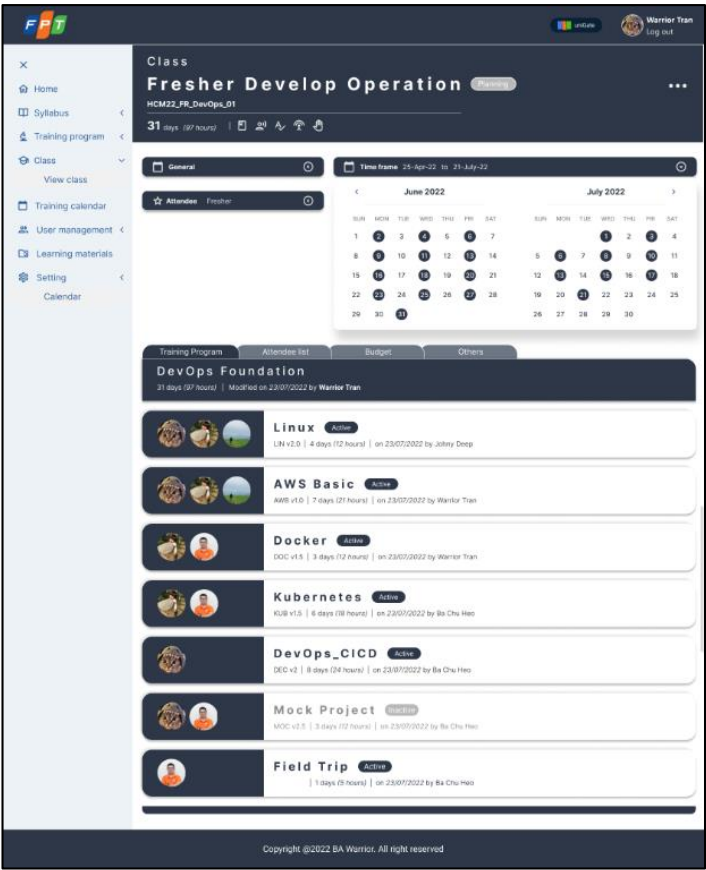 FPT
uniGate
Warrior Tran
Log out
Home
Syllabus
Training program
Class
View class
Training calendar
User management
Learning materials
Setting
Calendar
Class
Fresher Develop Operation Planning
HCM22_FR_DevOps_01
31 days (97 hours)
General
Attendee Fresher
Time frame 25-Apr-22 to 21-July-22
June 2022
SUN MON TUE WED THU FRI SAT
1 2 3 4 5 6 7
8 9 10 11 12 13 14
15 16 17 18 19 20 21
22 23 24 25 26 27 28
29 30 31
July 2022
SUN MON TUE WED THU FRI SAT
1 2 3 4
5 6 7 8 9 10 11
12 13 14 15 16 17 18
19 20 21 22 23 24 25
26 27 28 29 30
Training Program Attendee list Budget Others
DevOps Foundation
31 days (97 hours) | Modified on 23/07/2022 by Warrior Tran
Linux Active
LIN v2.0 | 4 days (12 hours) | on 23/07/2022 by Johny Deep
AWS Basic Active
AWB v1.0 | 7 days (21 hours) | on 23/07/2022 by Warrior Tran
Docker Active
DOC v1.5 | 3 days (12 hours) | on 23/07/2022 by Warrior Tran
Kubernetes Active
KUB v1.5 | 6 days (18 hours) | on 23/07/2022 by Ba Chu Heo
DevOps_CICD Active
DEC v2 | 8 days (24 hours) | on 23/07/2022 by Ba Chu Heo
Mock Project Inactive
MOC v2.5 | 3 days (12 hours) | on 23/07/2022 by Ba Chu Heo
Field Trip Active
| 1 days (5 hours) | on 23/07/2022 by Ba Chu Heo
Copyright @2022 BA Warrior. All right reserved